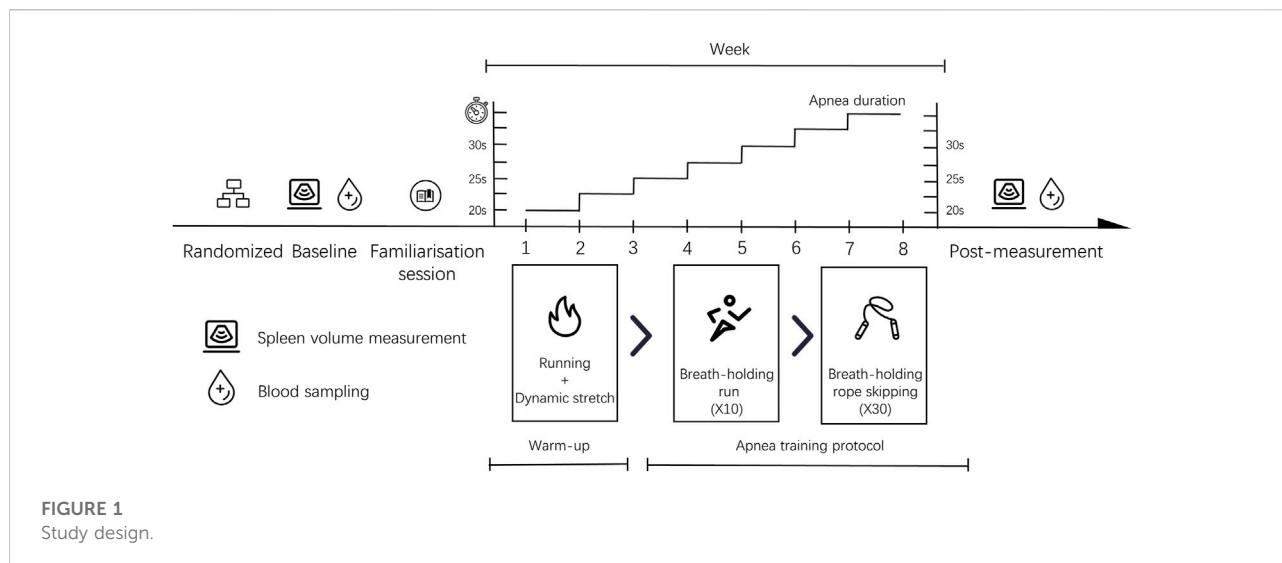 Week
Apnea duration
30s
25s
20s
30s
25s
20s
1 2 3 4 5 6 7 8
Randomized Baseline Familiarisation
session
Post-measurement
Spleen volume measurement
Blood sampling
Running
+
Dynamic stretch
Breath-holding
run
(X10)
Breath-holding
rope skipping
(X30)
Warm-up
Apnea training protocol
FIGURE 1
Study design.